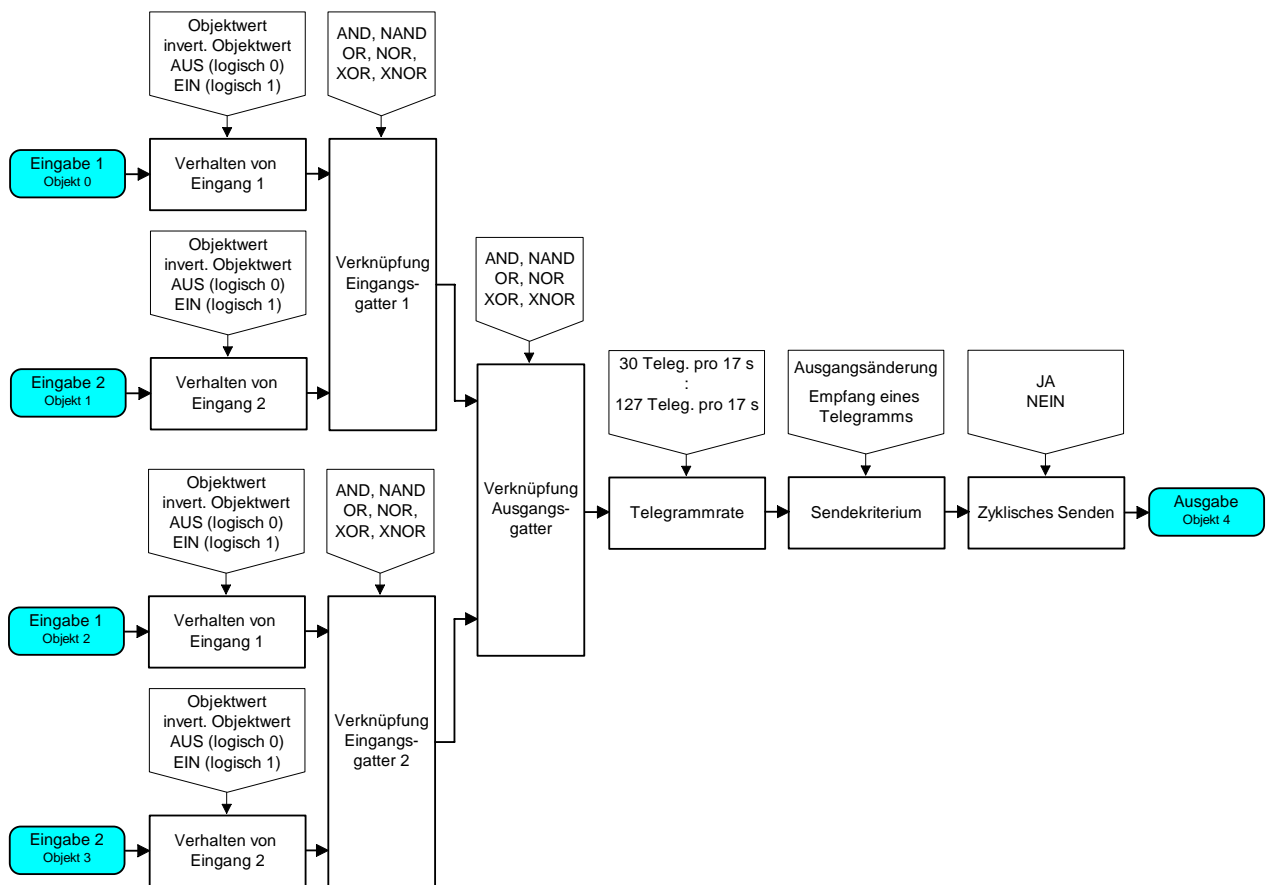 Objektwert
invert. Objektwert
AUS (logisch 0)
EIN (logisch 1)
AND, NAND
OR, NOR,
XOR, XNOR
Eingabe 1
Objekt 0
Verhalten von
Eingang 1
Objektwert
invert. Objektwert
AUS (logisch 0)
EIN (logisch 1)
Verknüpfung
Eingangs-
gatter 1
AND, NAND
OR, NOR
XOR, XNOR
Eingabe 2
Objekt 1
Verhalten von
Eingang 2
30 Teleg. pro 17 s
:
127 Teleg. pro 17 s
Ausgangsänderung
Empfang eines
Telegramms
JA
NEIN
Objektwert
invert. Objektwert
AUS (logisch 0)
EIN (logisch 1)
AND, NAND
OR, NOR,
XOR, XNOR
Verknüpfung
Ausgangs-
gatter
Telegrammrate
Sendekriterium
Zyklisches Senden
Ausgabe
Objekt 4
Eingabe 1
Objekt 2
Verhalten von
Eingang 1
Objektwert
invert. Objektwert
AUS (logisch 0)
EIN (logisch 1)
Verknüpfung
Eingangs-
gatter 2
Eingabe 2
Objekt 3
Verhalten von
Eingang 2